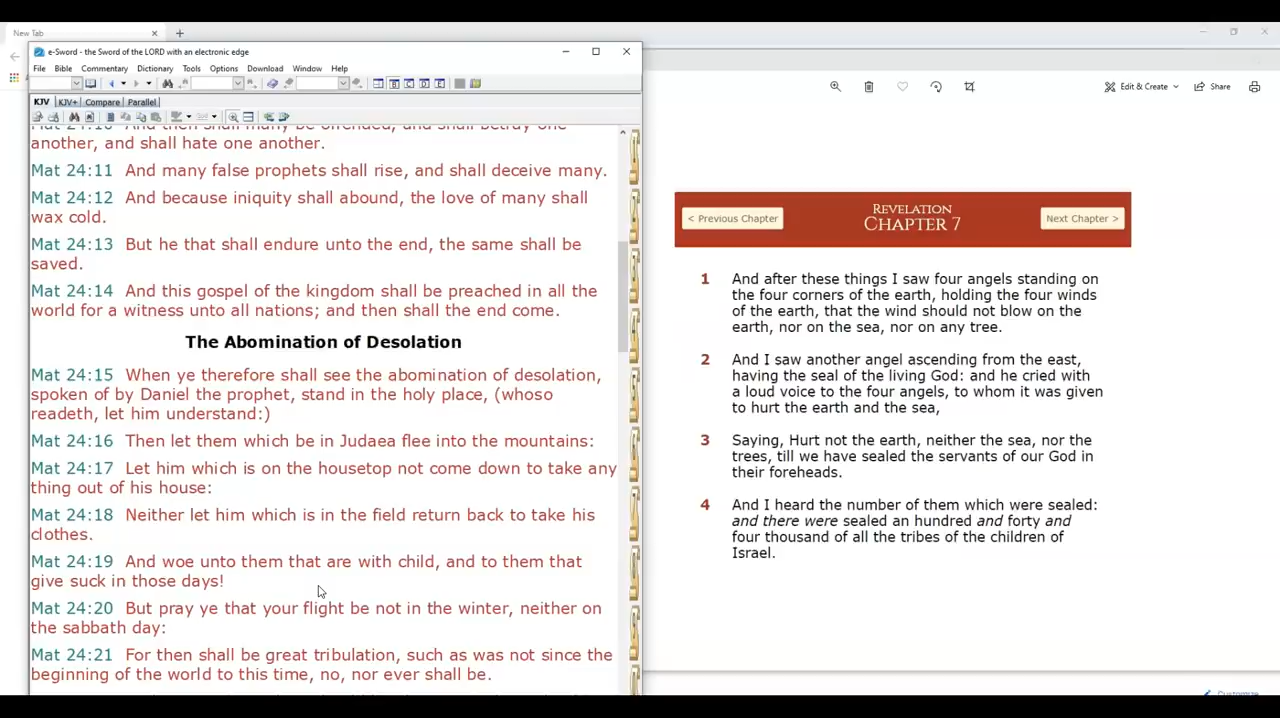 New Tab
e-Sword - the Sword of the LORD with an electronic edge
File Bible Commentary Dictionary Tools Options Download Window Help
B C D E
KJV KJV+ Compare Parallel
Mat 24:10 And then shall many be offended, and shall betray one
another, and shall hate one another.
Mat 24:11 And many false prophets shall rise, and shall deceive many.
Mat 24:12 And because iniquity shall abound, the love of many shall
wax cold.
Mat 24:13 But he that shall endure unto the end, the same shall be
saved.
Mat 24:14 And this gospel of the kingdom shall be preached in all the
world for a witness unto all nations; and then shall the end come.
The Abomination of Desolation
Mat 24:15 When ye therefore shall see the abomination of desolation,
spoken of by Daniel the prophet, stand in the holy place, (whoso
readeth, let him understand:)
Mat 24:16 Then let them which be in Judaea flee into the mountains:
Mat 24:17 Let him which is on the housetop not come down to take any
thing out of his house:
Mat 24:18 Neither let him which is in the field return back to take his
clothes.
Mat 24:19 And woe unto them that are with child, and to them that
give suck in those days!
Mat 24:20 But pray ye that your flight be not in the winter, neither on
the sabbath day:
Mat 24:21 For then shall be great tribulation, such as was not since the
beginning of the world to this time, no, nor ever shall be.
Edit & Create Share
< Previous Chapter
REVELATION
CHAPTER 7
Next Chapter >
1 And after these things I saw four angels standing on
the four corners of the earth, holding the four winds
of the earth, that the wind should not blow on the
earth, nor on the sea, nor on any tree.
2 And I saw another angel ascending from the east,
having the seal of the living God: and he cried with
a loud voice to the four angels, to whom it was given
to hurt the earth and the sea,
3 Saying, Hurt not the earth, neither the sea, nor the
trees, till we have sealed the servants of our God in
their foreheads.
4 And I heard the number of them which were sealed:
and there were sealed an hundred and forty and
four thousand of all the tribes of the children of
Israel.
Customize